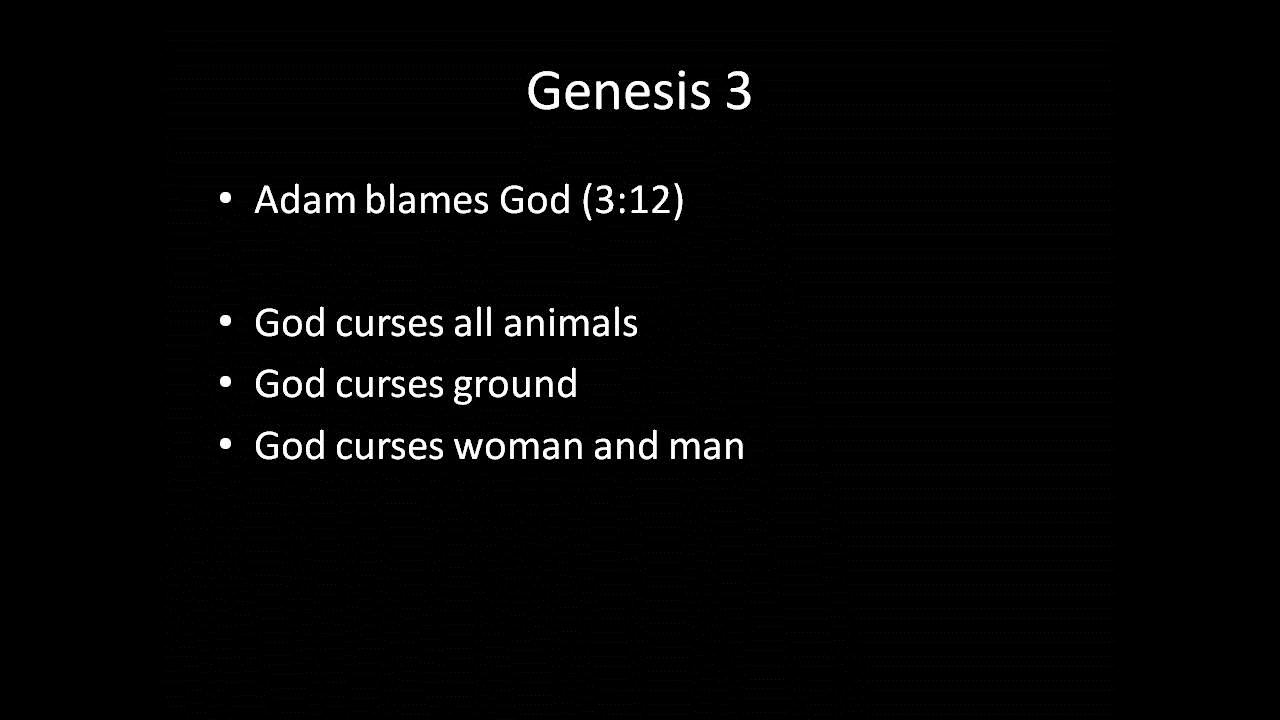 Genesis 3
• Adam blames God (3:12)
• God curses all animals
• God curses ground
• God curses woman and man